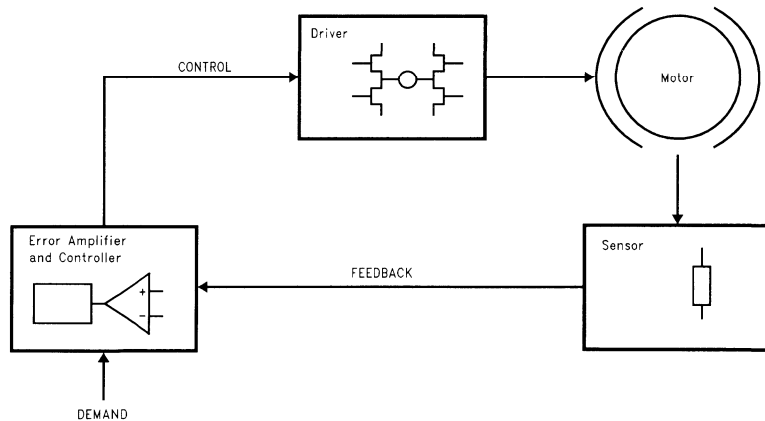 Driver
CONTROL
Motor
Error Amplifier
and Controller
+
−
Sensor
FEEDBACK
DEMAND